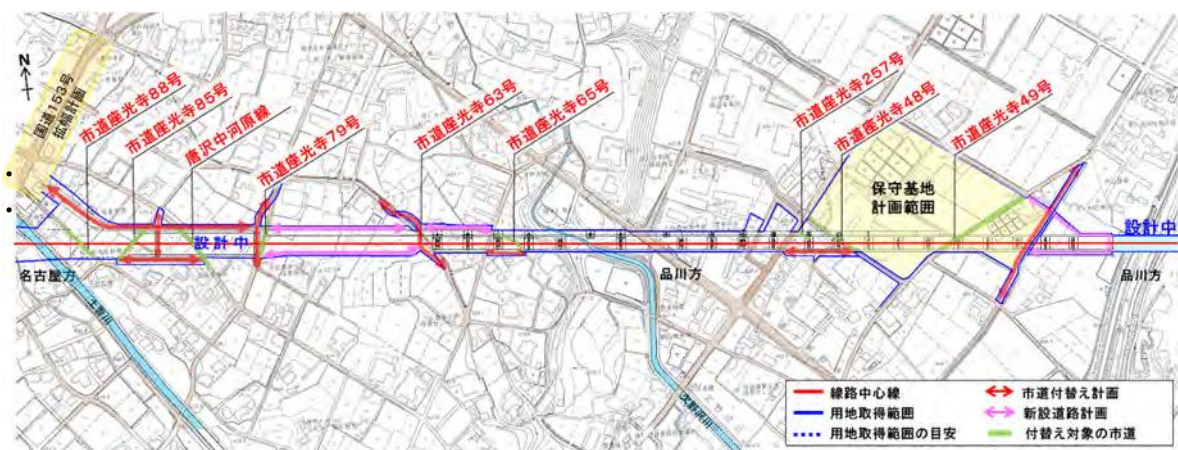 N
国道153号
拡幅計画
市道座光寺88号
市道座光寺85号
唐沢中河原線
市道座光寺79号
市道座光寺63号
市道座光寺65号
市道座光寺257号
市道座光寺48号
市道座光寺49号
保守基地
計画範囲
設計中
設計中
名古屋方
品川方
品川方
土曽川
線路中心線
用地取得範囲
用地取得範囲の目安
市道付替え計画
新設道路計画
付替え対象の市道